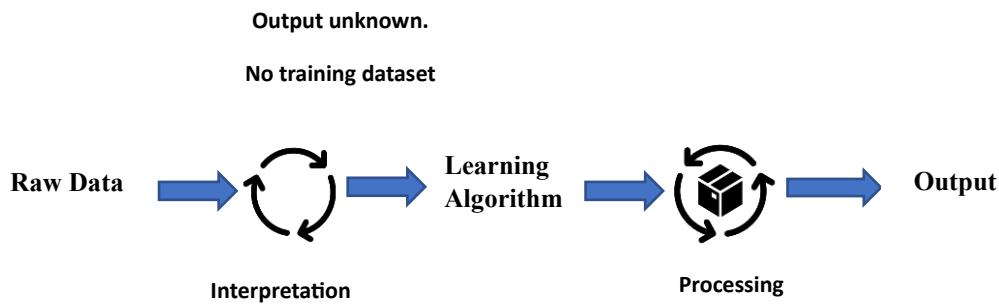 Output unknown.
No training dataset
Raw Data
Learning
Algorithm
Output
Interpretation
Processing